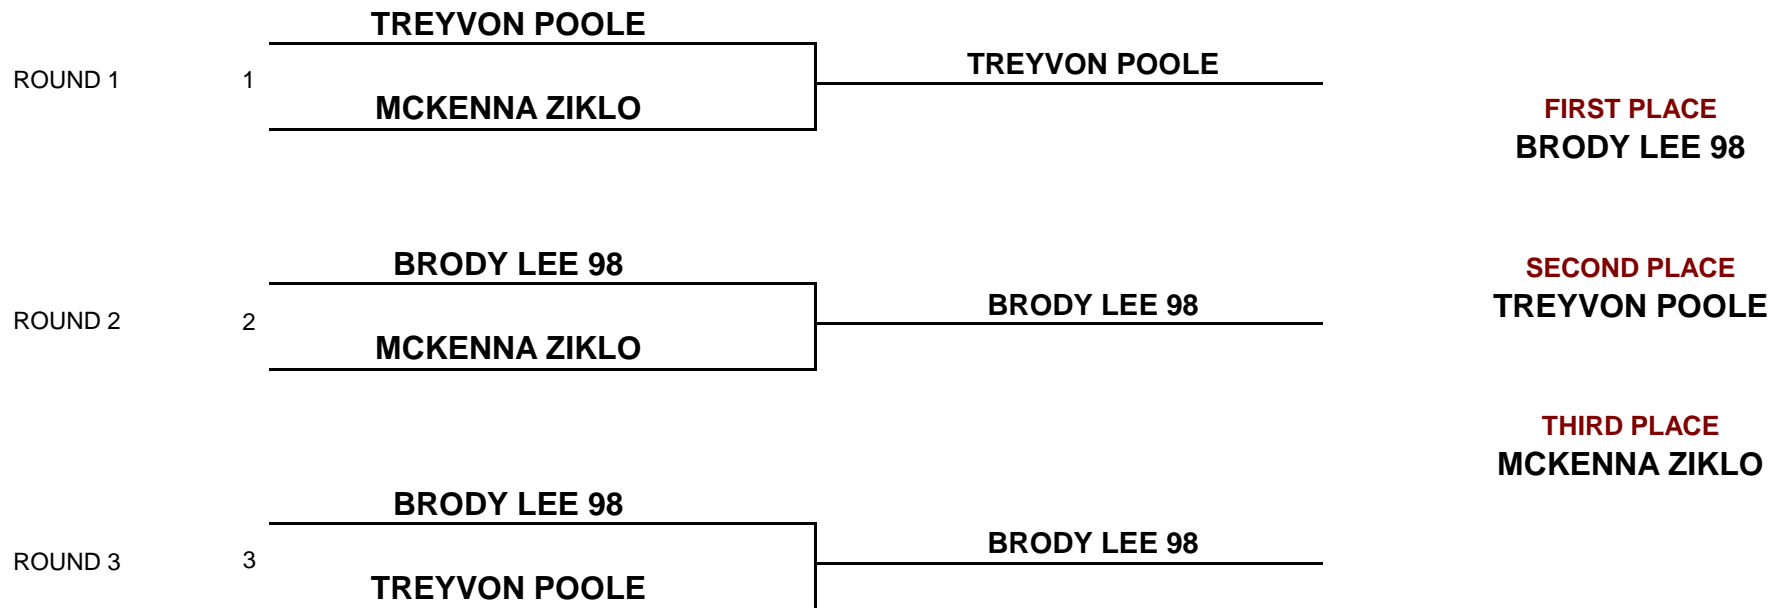 TREYVON POOLE
ROUND 1
1
TREYVON POOLE
MCKENNA ZIKLO
FIRST PLACE
BRODY LEE 98
BRODY LEE 98
SECOND PLACE
ROUND 2
2
BRODY LEE 98
TREYVON POOLE
MCKENNA ZIKLO
THIRD PLACE
MCKENNA ZIKLO
BRODY LEE 98
ROUND 3
3
BRODY LEE 98
TREYVON POOLE